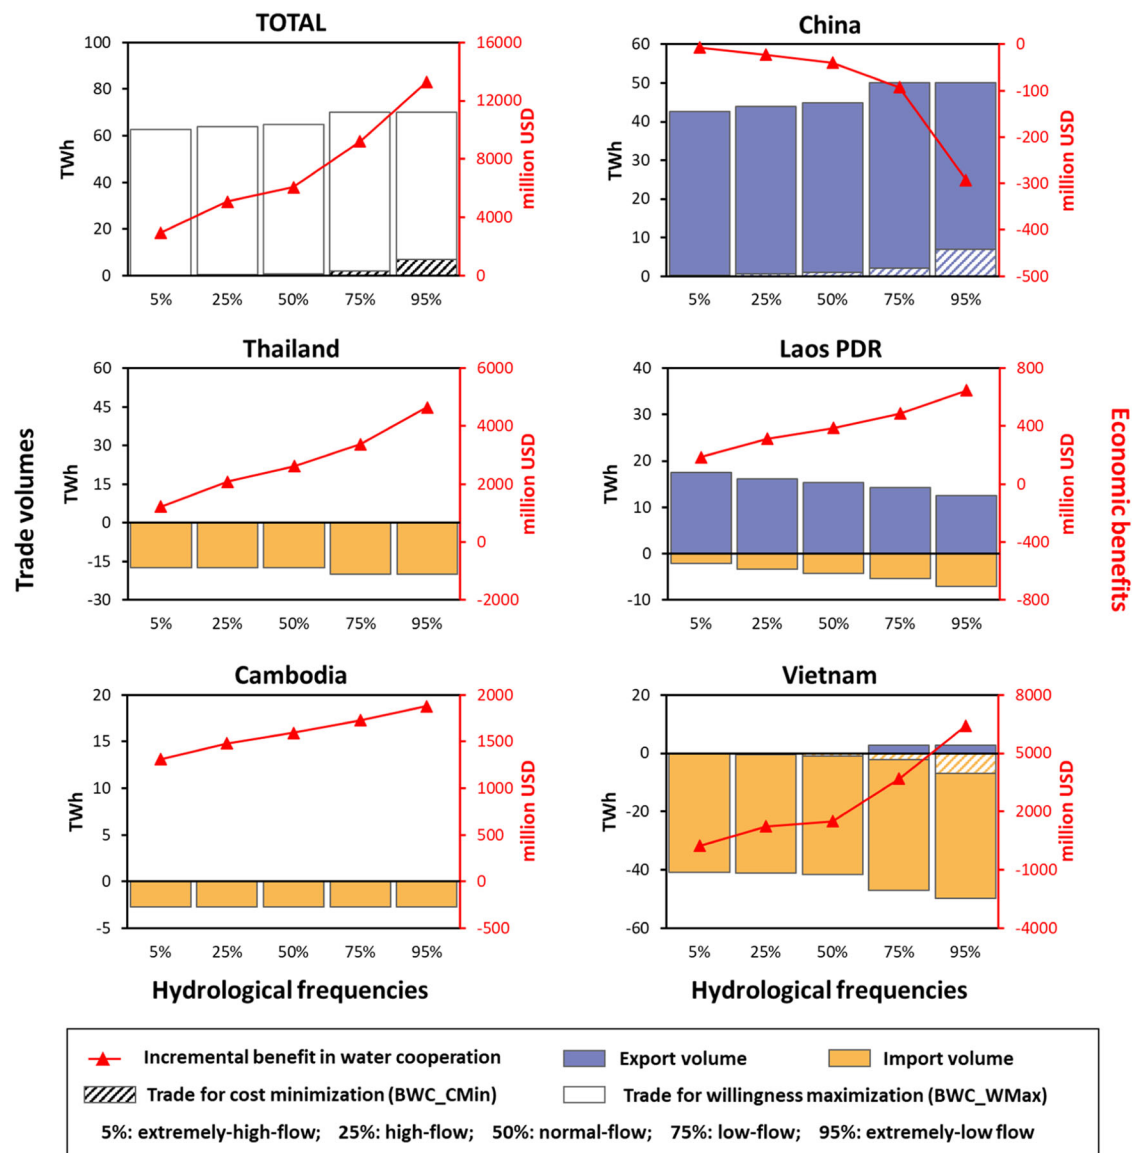 TOTAL
100
80
60
40
20
0
TWh
16000
12000
8000
4000
0
million USD
5% 25% 50% 75% 95%
China
60
50
40
30
20
10
0
TWh
0
-100
-200
-300
-400
-500
million USD
5% 25% 50% 75% 95%
Trade volumes
Thailand
60
45
30
15
0
-15
-30
TWh
6000
4000
2000
0
-2000
million USD
5% 25% 50% 75% 95%
Laos PDR
40
30
20
10
0
-10
TWh
800
400
0
-400
-800
million USD
5% 25% 50% 75% 95%
Economic benefits
Cambodia
20
15
10
5
0
-5
TWh
2000
1500
1000
500
0
-500
million USD
5% 25% 50% 75% 95%
Hydrological frequencies
Vietnam
20
0
-20
-40
-60
TWh
8000
5000
2000
-1000
-4000
million USD
5% 25% 50% 75% 95%
Hydrological frequencies
Incremental benefit in water cooperation Export volume Import volume
Trade for cost minimization (BWC_CMin) Trade for willingness maximization (BWC_WMax)
5%: extremely-high-flow; 25%: high-flow; 50%: normal-flow; 75%: low-flow; 95%: extremely-low flow